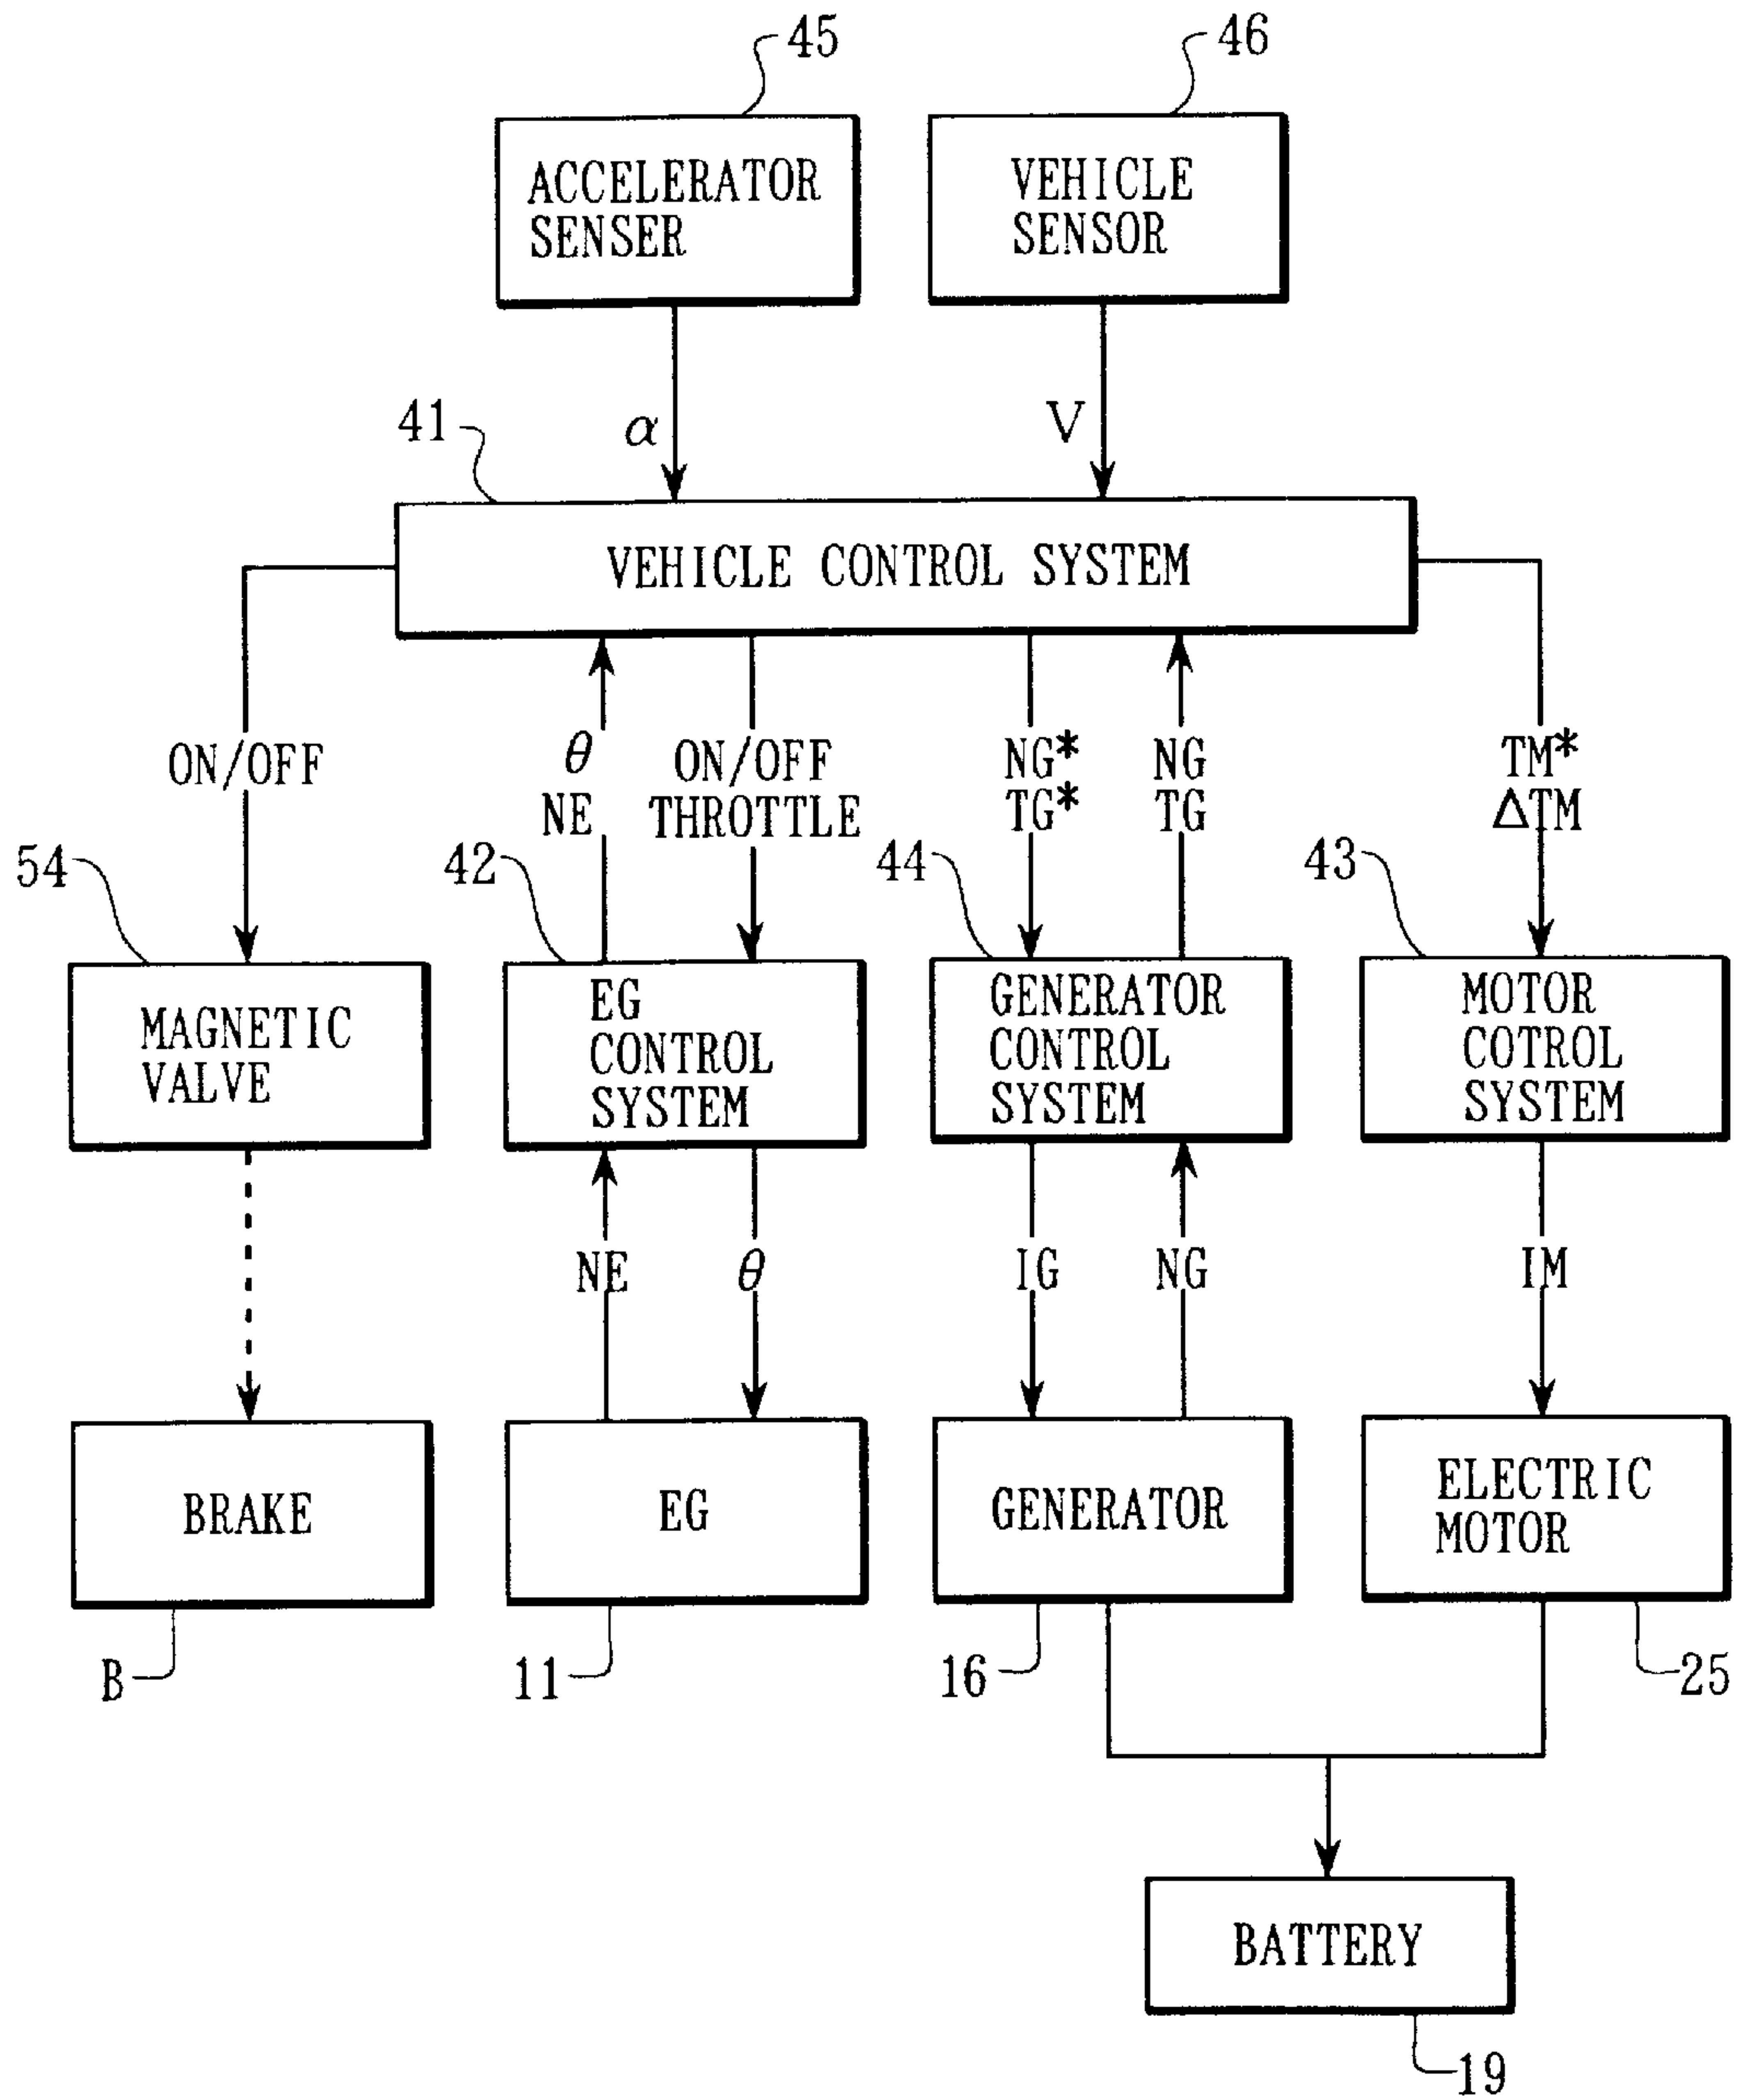 45
46
ACCELERATOR
SENSER
VEHICLE
SENSOR
41
α
V
VEHICLE CONTROL SYSTEM
ON/OFF
θ
NE
ON/OFF
THROTTLE
NG*
TG*
NG
TG
TM*
ΔTM
54
42
44
43
MAGNETIC
VALVE
EG
CONTROL
SYSTEM
GENERATOR
CONTROL
SYSTEM
MOTOR
COTROL
SYSTEM
NE
θ
IG
NG
IM
BRAKE
EG
GENERATOR
ELECTRIC
MOTOR
B
11
16
25
BATTERY
19